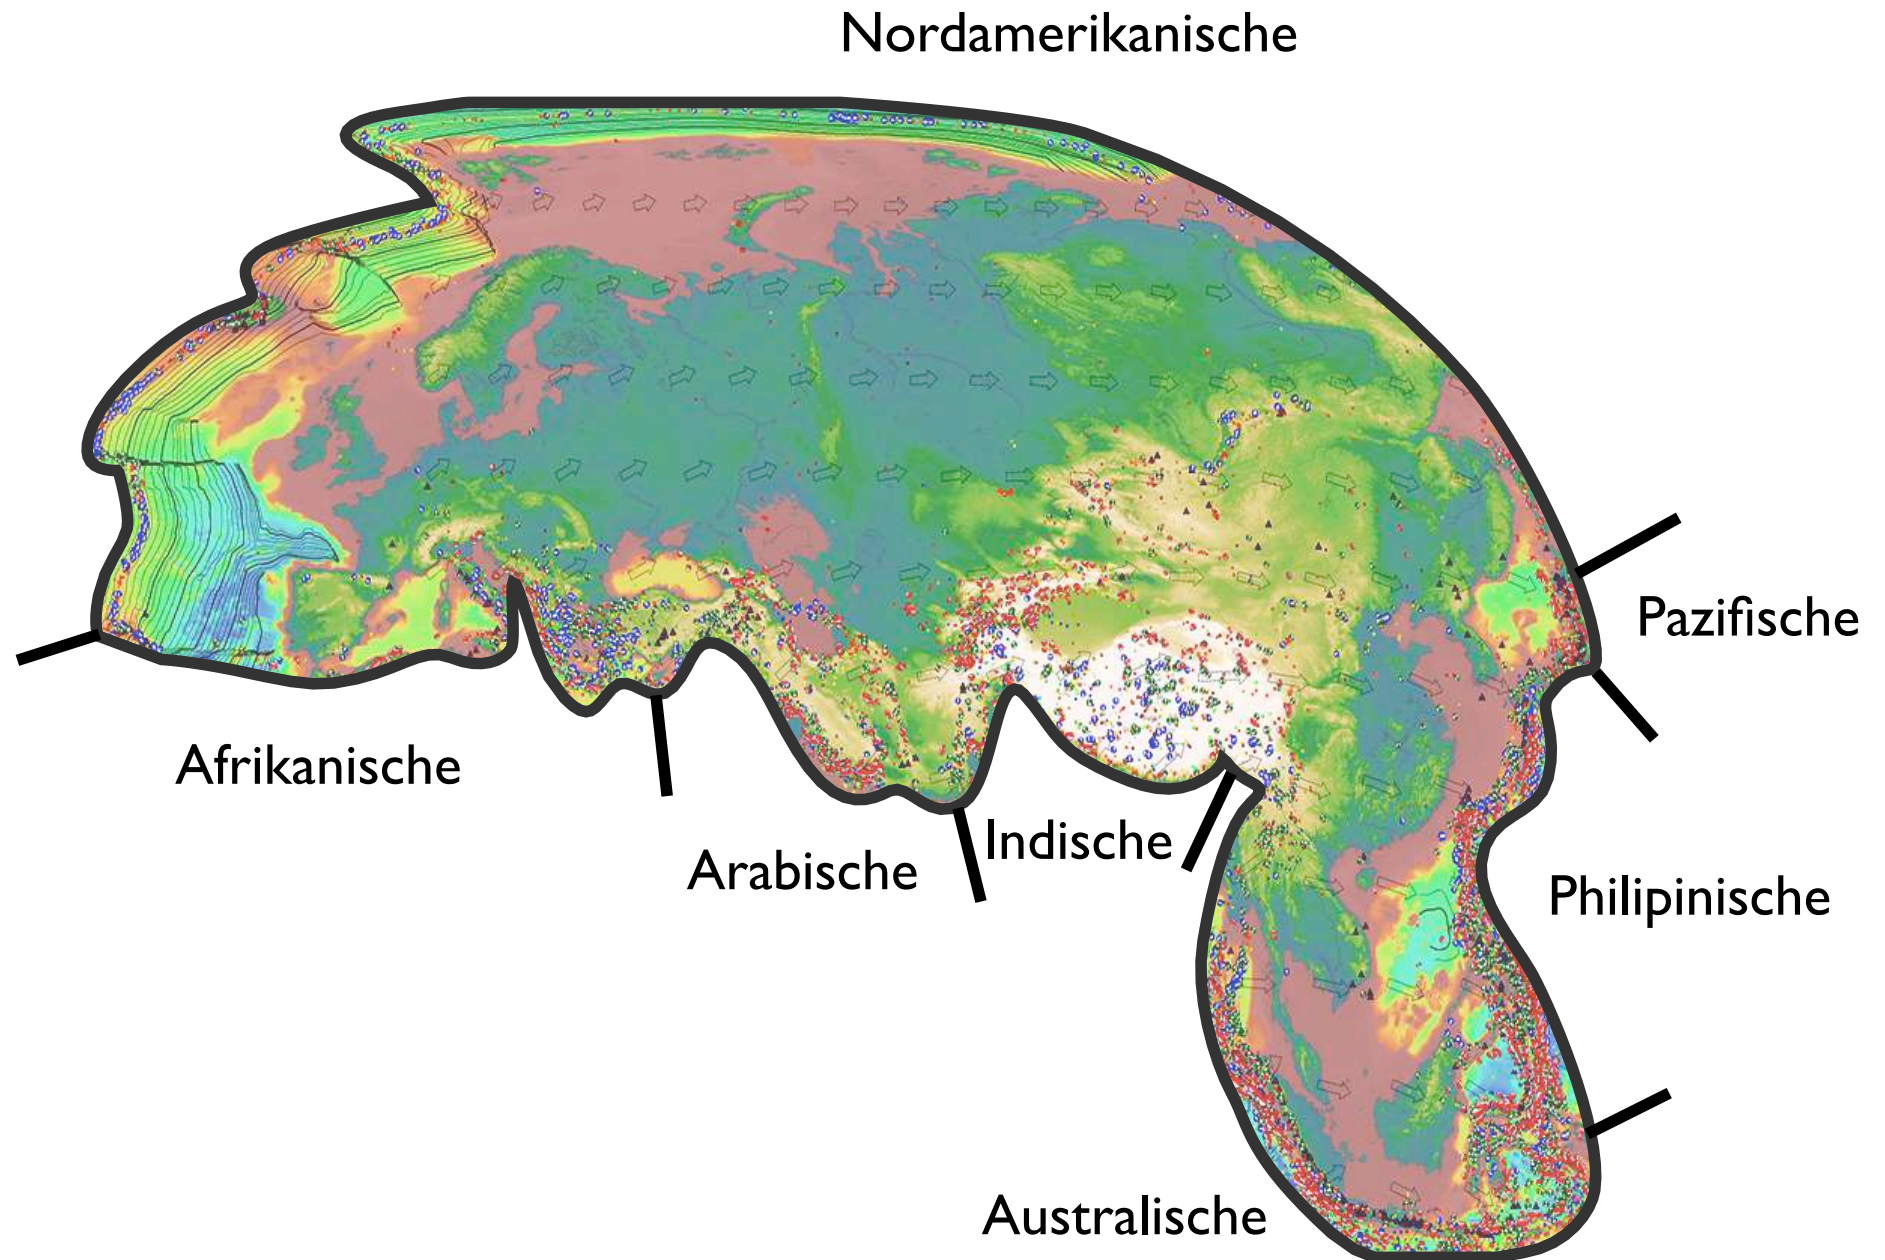 Nordamerikanische
Pazifische
Afrikanische
Indische
Arabische
Philipinische
Australische